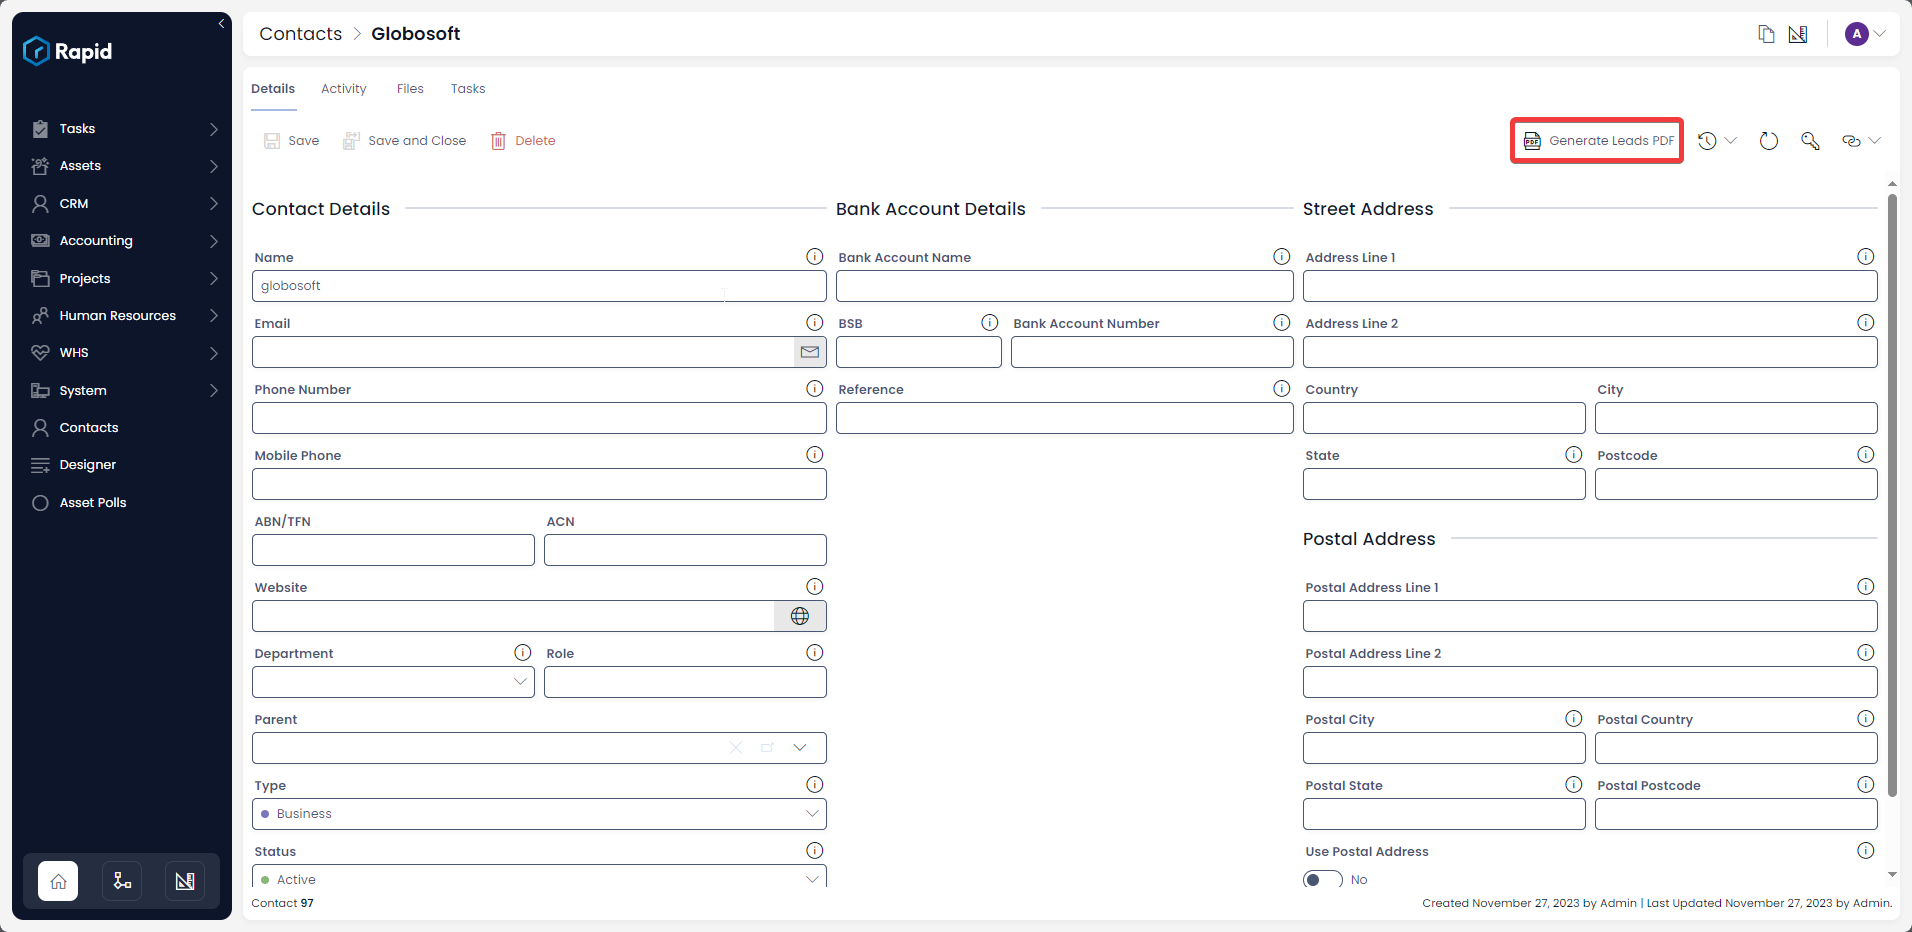 Rapid
Tasks
Assets
CRM
Accounting
Projects
Human Resources
WHS
System
Contacts
Designer
Asset Polls
Contacts > Globosoft
A
Details Activity Files Tasks
Save Save and Close Delete
PDF Generate Leads PDF
Contact Details
Name
globosoft
Email
Phone Number
Mobile Phone
ABN/TFN ACN
Website
Department Role
Parent
Type
Business
Status
Active
Bank Account Details
Bank Account Name
BSB Bank Account Number
Reference
Street Address
Address Line 1
Address Line 2
Country City
State Postcode
Postal Address
Postal Address Line 1
Postal Address Line 2
Postal City Postal Country
Postal State Postal Postcode
Use Postal Address
No
Contact 97
Created November 27, 2023 by Admin | Last Updated November 27, 2023 by Admin.